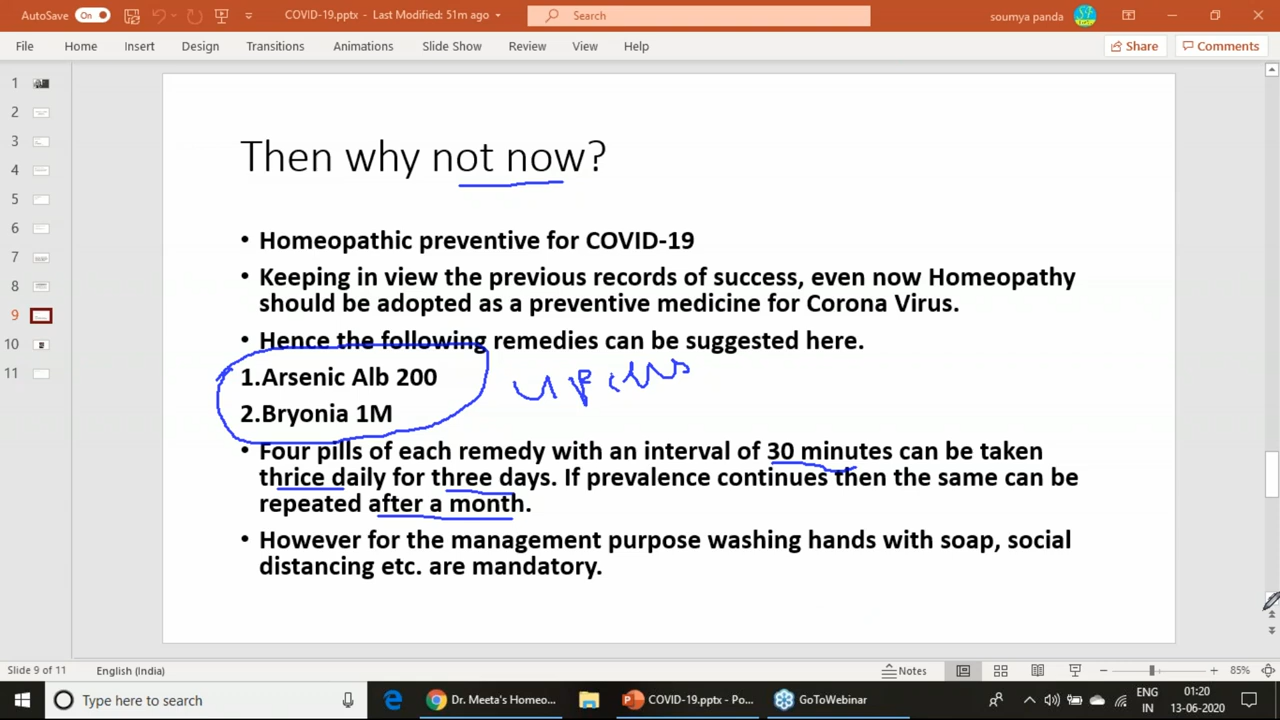 AutoSave On
COVID-19.pptx - Last Modified: 51m ago
Search
soumya panda
File Home Insert Design Transitions Animations Slide Show Review View Help
Share Comments
1
2
3
4
5
6
7
8
9
10
11
Then why not now?
• Homeopathic preventive for COVID-19
• Keeping in view the previous records of success, even now Homeopathy
should be adopted as a preventive medicine for Corona Virus.
• Hence the following remedies can be suggested here.
1.Arsenic Alb 200
2.Bryonia 1M
• Four pills of each remedy with an interval of 30 minutes can be taken
thrice daily for three days. If prevalence continues then the same can be
repeated after a month.
• However for the management purpose washing hands with soap, social
distancing etc. are mandatory.
Slide 9 of 11 English (India) Notes 85%
Type here to search
Dr. Meeta's Homeo...
COVID-19.pptx - Po...
GoToWebinar
ENG
IN
01:20
13-06-2020